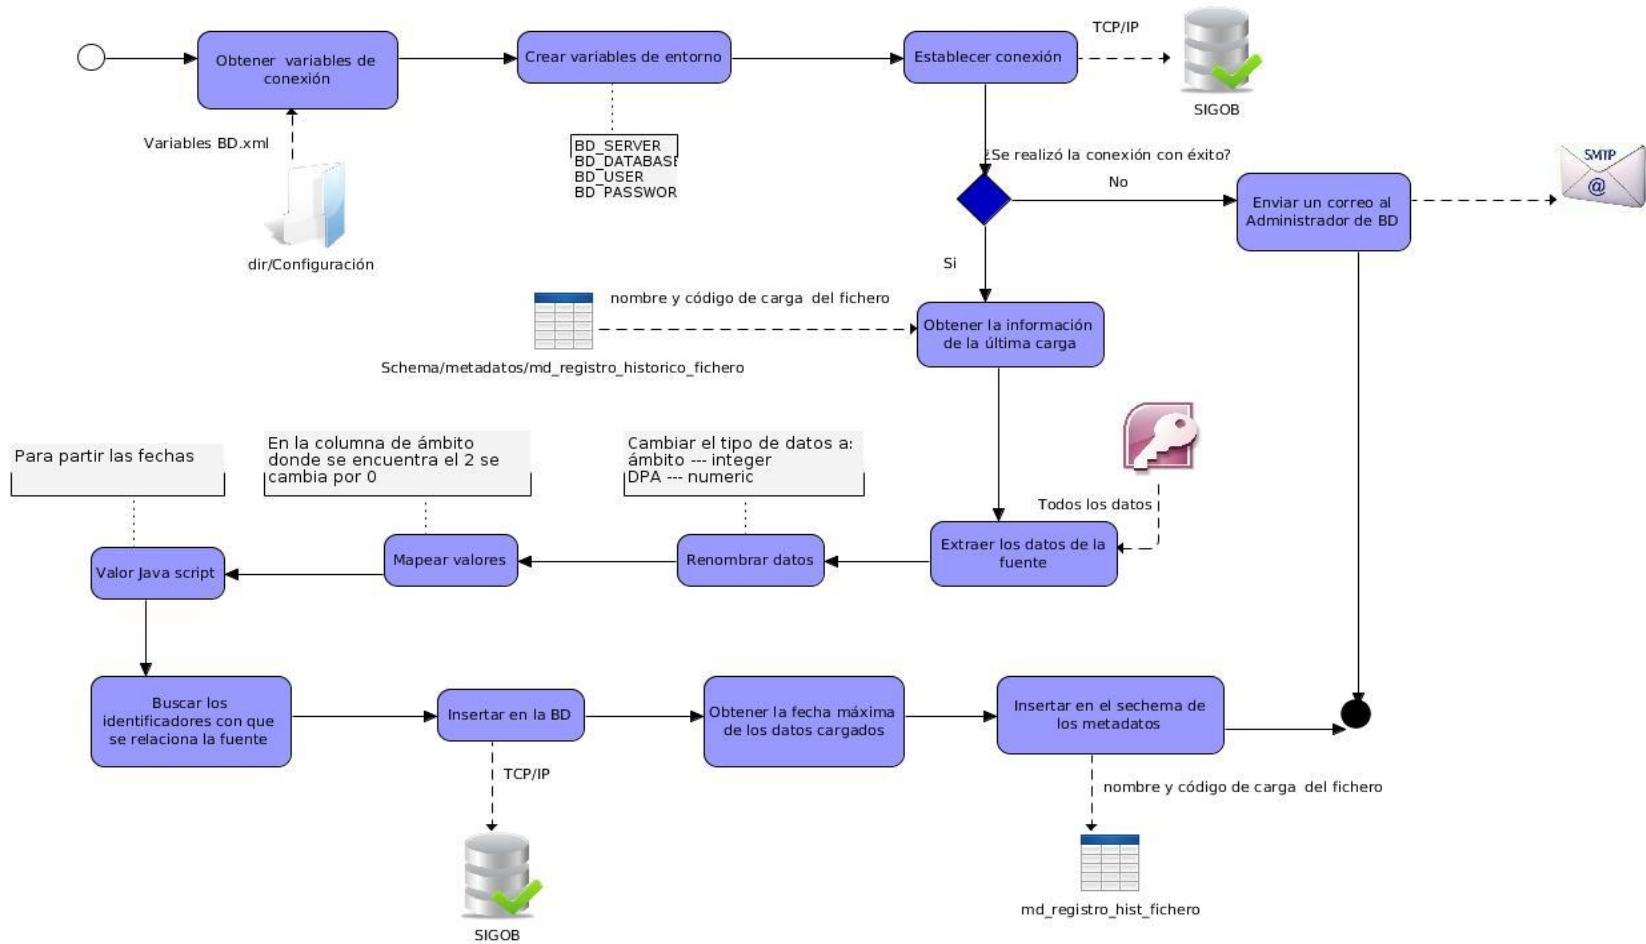 Obtener  variables de
conexión
Crear variables de entorno
Establecer conexión
TCP/IP
SIGOB
Variables BD.xml
dir/Configuración
BD_SERVER
BD_DATABASE
BD_USER
BD_PASSWOR
¿Se realizó la conexión con éxito?
No
Si
Enviar un correo al
Administrador de BD
SMTP
@
nombre y código de carga  del fichero
Schema/metadatos/md_registro_historico_fichero
Obtener la información
de la última carga
Todos los datos
Extraer los datos de la
fuente
Cambiar el tipo de datos a:
ámbito --- integer
DPA --- numeric
Renombrar datos
En la columna de ámbito
donde se encuentra el 2 se
cambia por 0
Mapear valores
Para partir las fechas
Valor Java script
Buscar los
identificadores con que
se relaciona la fuente
Insertar en la BD
TCP/IP
SIGOB
Obtener la fecha máxima
de los datos cargados
Insertar en el sechema de
los metadatos
nombre y código de carga  del fichero
md_registro_hist_fichero